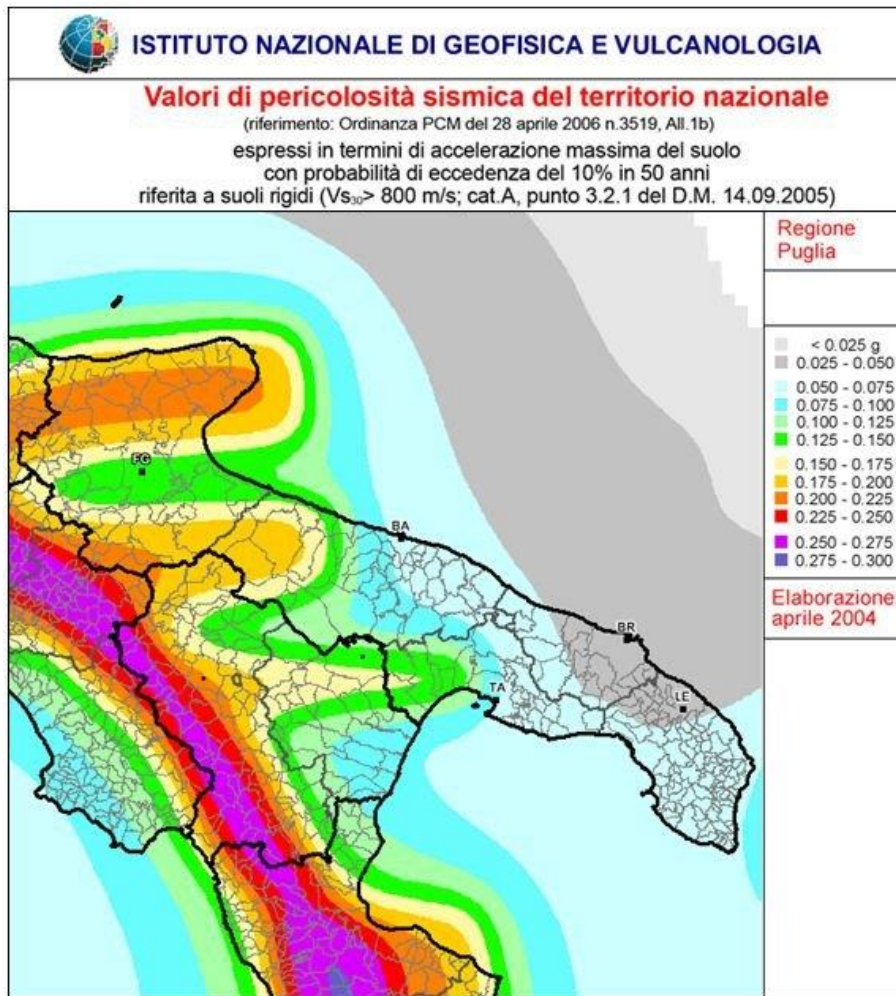 ISTITUTO NAZIONALE DI GEOFISICA E VULCANOLOGIA
Valori di pericolosità sismica del territorio nazionale
(riferimento: Ordinanza PCM del 28 aprile 2006 n.3519, All.1b)
espressi in termini di accelerazione massima del suolo
con probabilità di eccedenza del 10% in 50 anni
riferita a suoli rigidi (Vs₃₀> 800 m/s; cat.A, punto 3.2.1 del D.M. 14.09.2005)
Regione
Puglia
< 0.025 g
0.025 - 0.050
0.050 - 0.075
0.075 - 0.100
0.100 - 0.125
0.125 - 0.150
0.150 - 0.175
0.175 - 0.200
0.200 - 0.225
0.225 - 0.250
0.250 - 0.275
0.275 - 0.300
Elaborazione
aprile 2004
FG
BA
BR
TA
LE